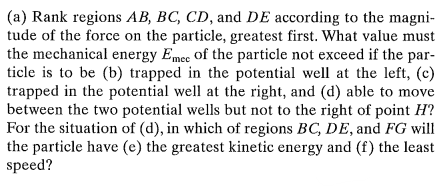 (a) Rank regions AB, BC, CD, and DE according to the magni-
tude of the force on the particle, greatest first. What value must
the mechanical energy Emec of the particle not exceed if the par-
ticle is to be (b) trapped in the potential well at the left, (c)
trapped in the potential well at the right, and (d) able to move
between the two potential wells but not to the right of point H?
For the situation of (d), in which of regions BC, DE, and FG will
the particle have (e) the greatest kinetic energy and (f) the least
speed?